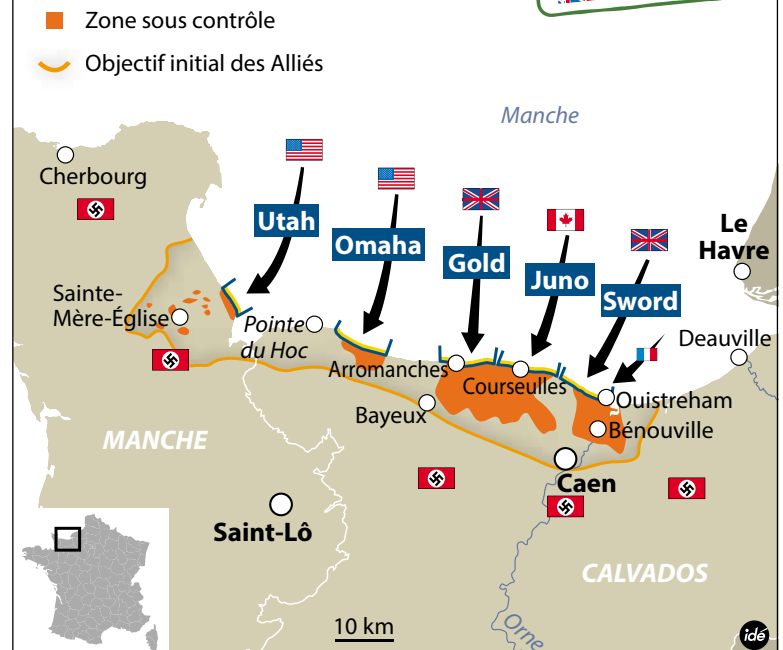 Zone sous contrôle
Objectif initial des Alliés
Manche
Cherbourg
Utah
Omaha
Gold
Juno
Sword
Le
Havre
Sainte-
Mère-Église
Pointe
du Hoc
Arromanches
Courseulles
Deauville
Ouistreham
Bayeux
Bénouville
MANCHE
Caen
Saint-Lô
CALVADOS
Orne
10 km
idé